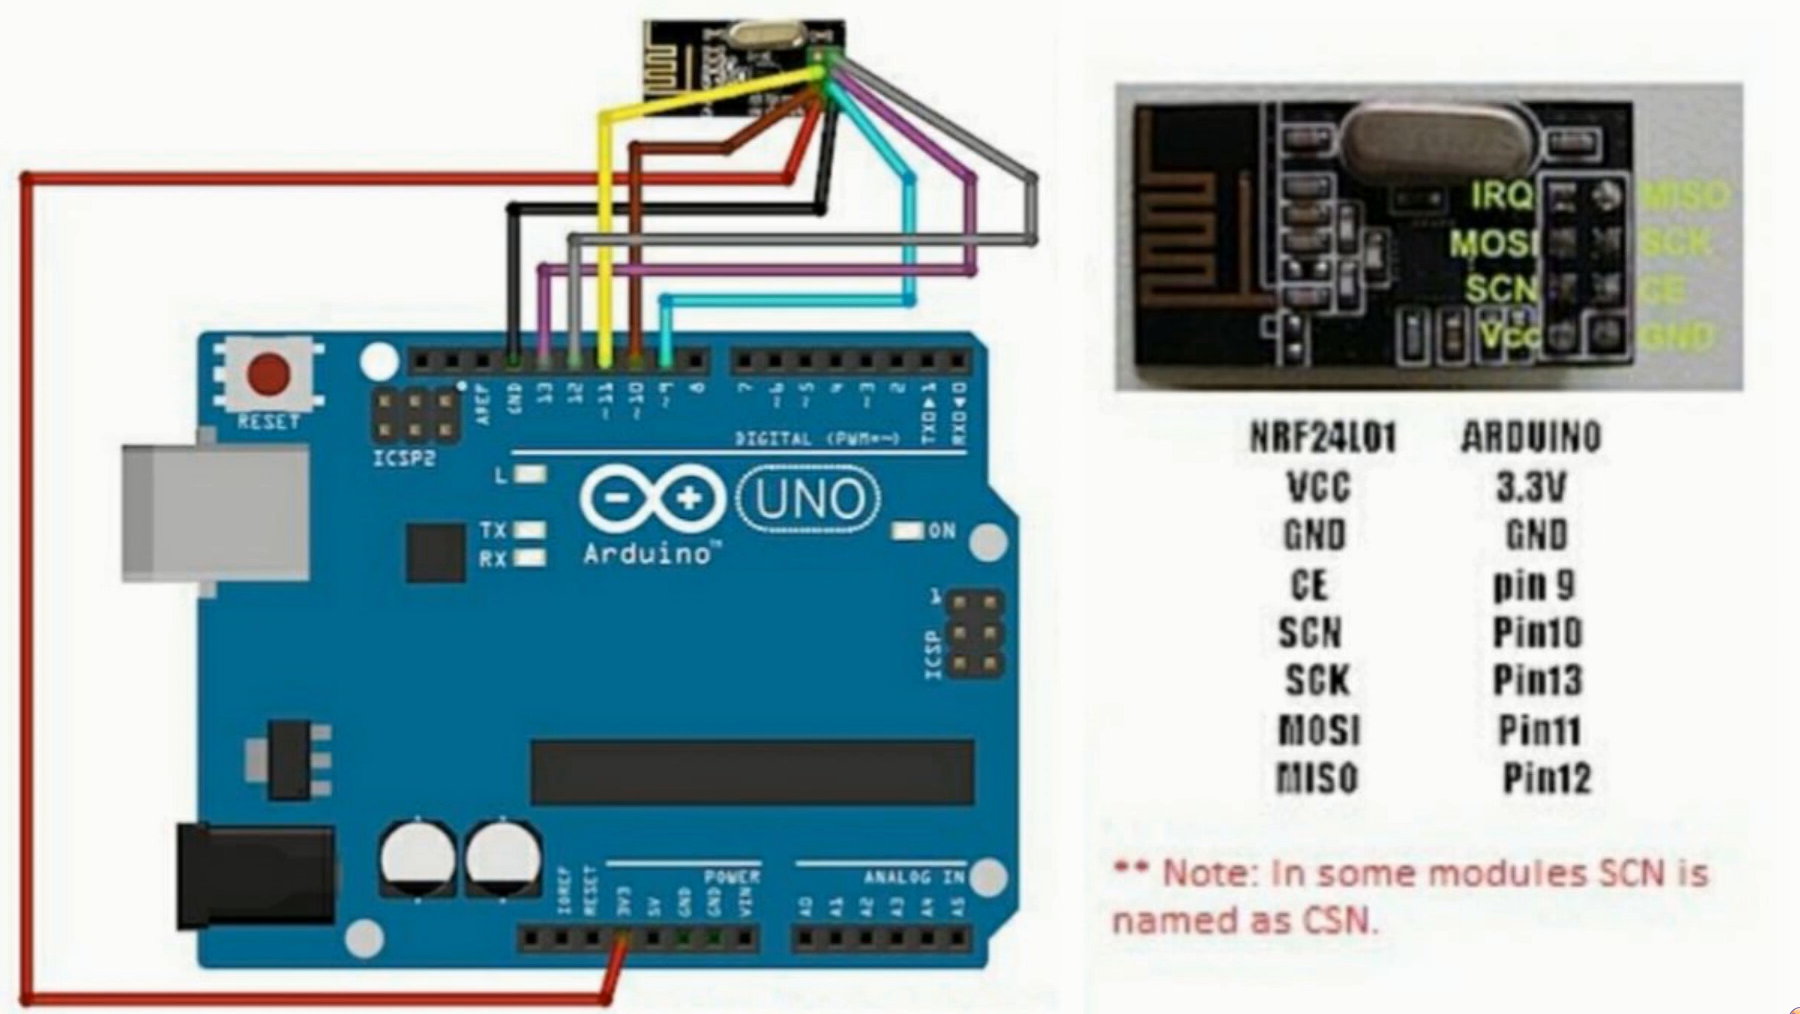 RESET
ICSP2
AREF
GND
13
12
~11
~10
~9
8
7
~6
~5
4
~3
2
TX0▶1
RX0◀0
DIGITAL (PWM=~)
L
TX
RX
UNO
Arduino™
ON
1
ICSP
IOREF
RESET
3V3
5V
GND
GND
VIN
POWER
ANALOG IN
A0
A1
A2
A3
A4
A5
IRQ MISO
MOSI SCK
SCN CE
Vcc GND
NRF24L01 ARDUINO
VCC 3.3V
GND GND
CE pin 9
SCN Pin10
SCK Pin13
MOSI Pin11
MISO Pin12
** Note: In some modules SCN is
named as CSN.